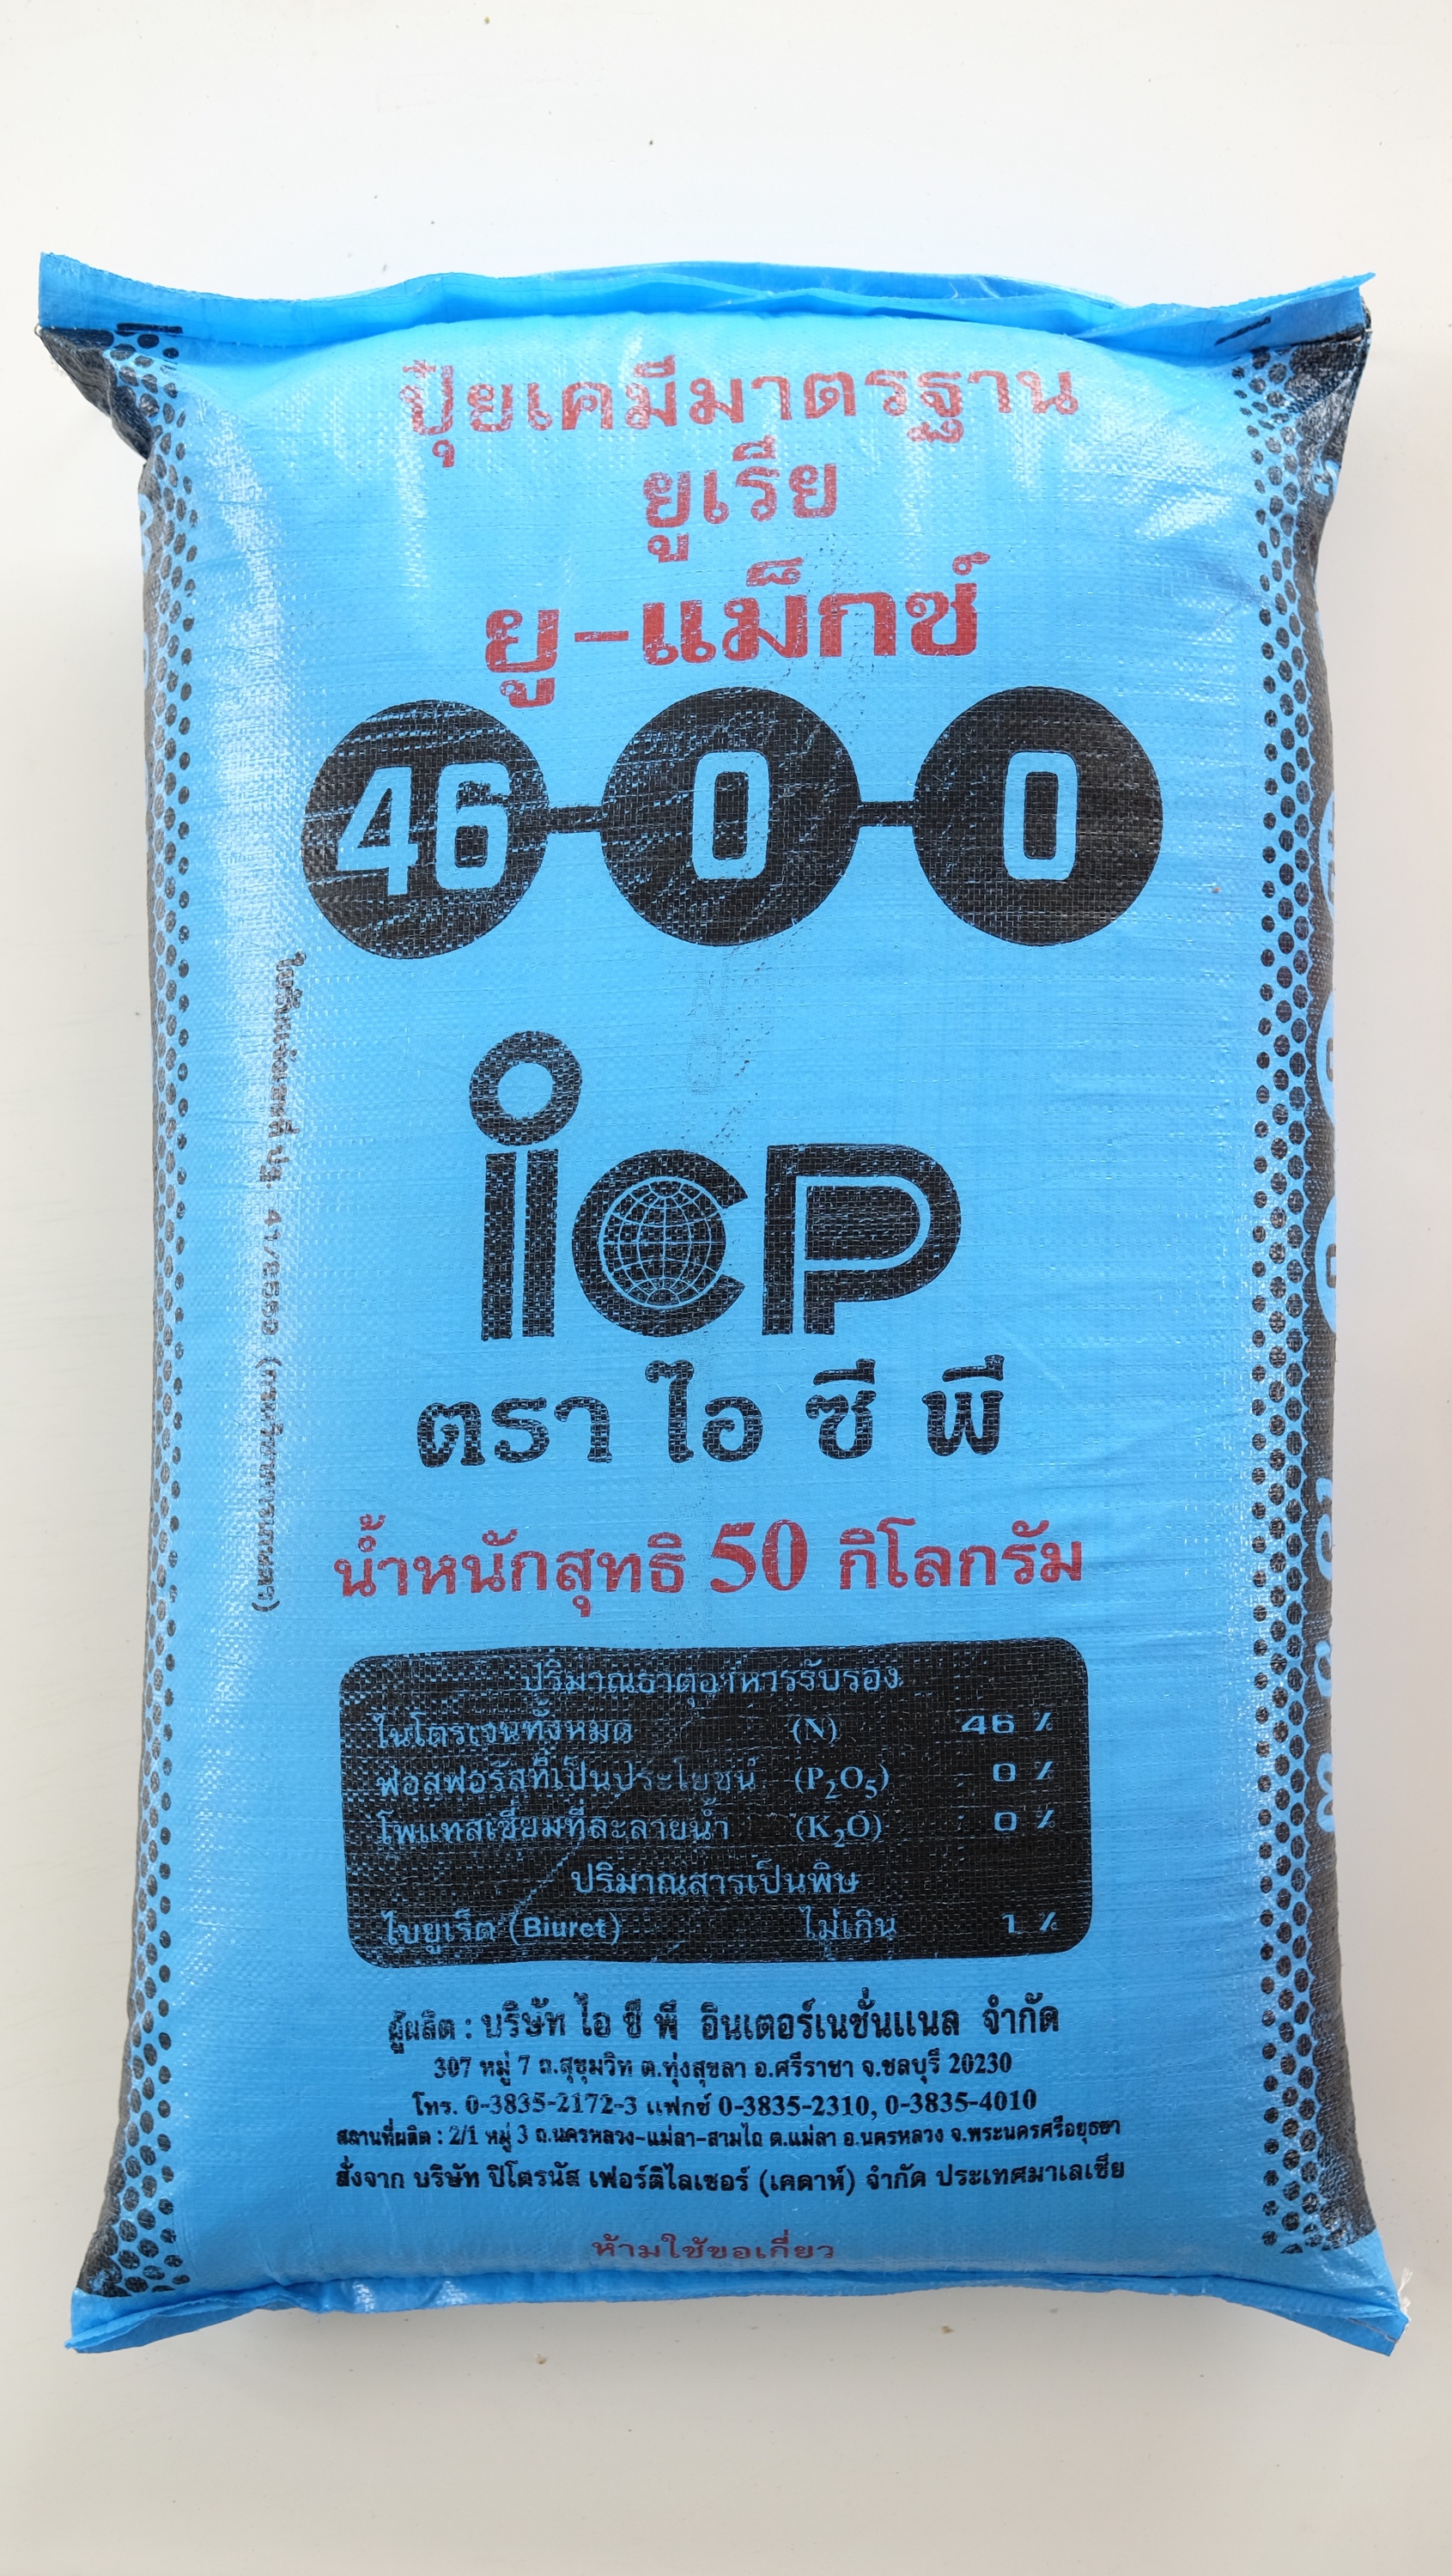 ปุ๋ยเคมีมาตรฐาน
ยูเรีย
ยู-แม็กซ์
46-0-0
icp
ตรา ไอ ซี พี
น้ำหนักสุทธิ 50 กิโลกรัม
ปริมาณธาตุอาหารรับรอง
ไนโตรเจนทั้งหมด (N) 46 %
ฟอสฟอรัสที่เป็นประโยชน์ (P₂O₅) 0 %
โพแทสเซี่ยมที่ละลายน้ำ (K₂O) 0 %
ปริมาณสารเป็นพิษ
ไบยูเร็ต (Biuret) ไม่เกิน 1 %
ผู้ผลิต : บริษัท ไอ ซี พี อินเตอร์เนชั่นแนล จำกัด
307 หมู่ 7 ถ.สุขุมวิท ต.ทุ่งสุขลา อ.ศรีราชา จ.ชลบุรี 20230
โทร. 0-3835-2172-3 แฟกซ์ 0-3835-2310, 0-3835-4010
สถานที่ผลิต : 2/1 หมู่ 3 ถ.นครหลวง-แม่ลา-สามไถ ต.แม่ลา อ.นครหลวง จ.พระนครศรีอยุธยา
สั่งจาก บริษัท ปิโตรนัส เฟอร์ติไลเซอร์ (เคดาห์) จำกัด ประเทศมาเลเซีย
ห้ามใช้ขอเกี่ยว